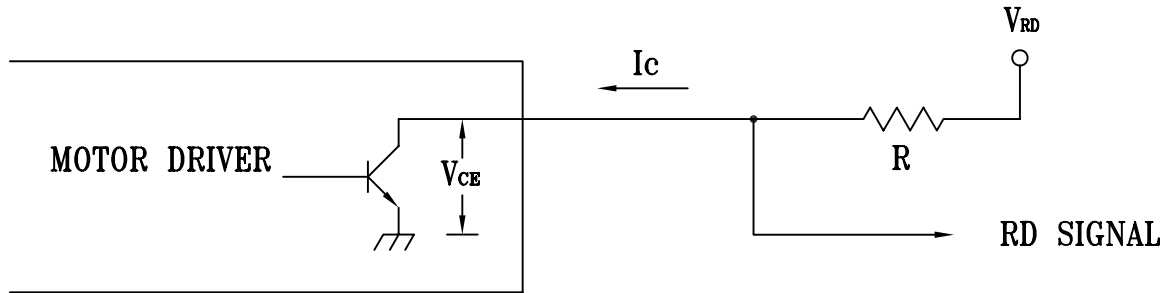 VRD
Ic
MOTOR DRIVER
VCE
R
RD SIGNAL